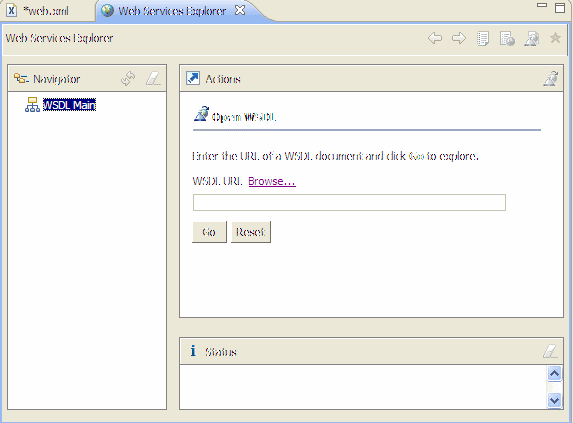 *web.xml
Web Services Explorer
Web Services Explorer
Navigator
WSDL Main
Actions
Open WSDL
Enter the URL of a WSDL document and click Go to explore.
WSDL URL Browse...
Go Reset
Status